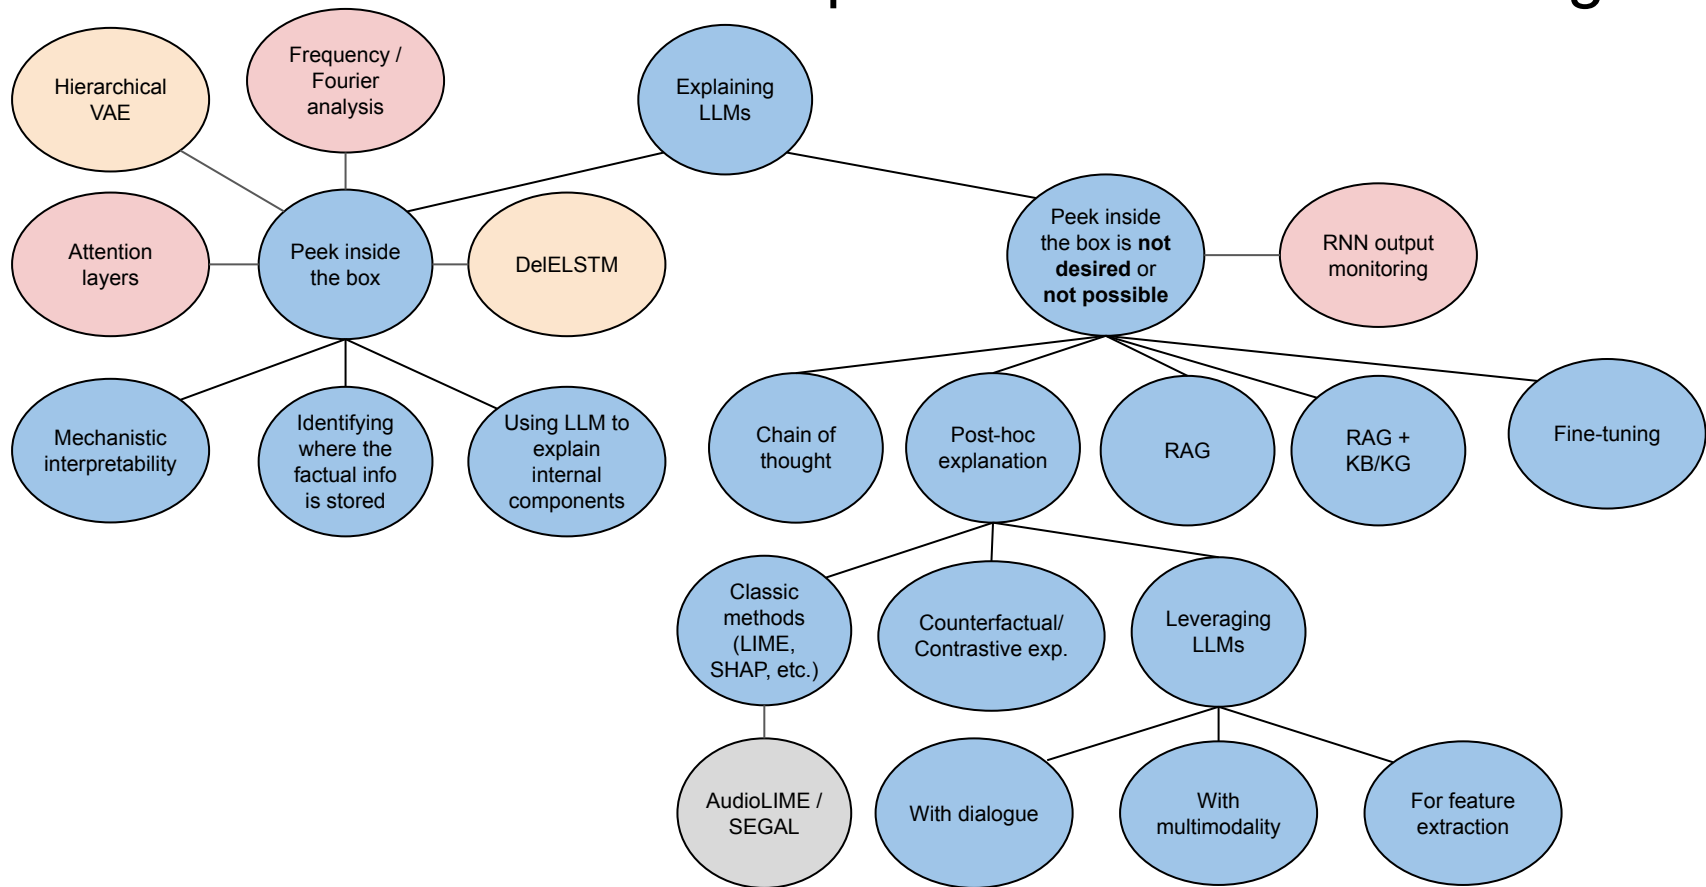 Explaining
LLMs
Hierarchical
VAE
Frequency /
Fourier
analysis
Attention
layers
Peek inside
the box
DelELSTM
Peek inside
the box is not
desired or
not possible
RNN output
monitoring
Mechanistic
interpretability
Identifying
where the
factual info
is stored
Using LLM to
explain
internal
components
Chain of
thought
Post-hoc
explanation
RAG
RAG +
KB/KG
Fine-tuning
Classic
methods
(LIME,
SHAP, etc.)
Counterfactual/
Contrastive exp.
Leveraging
LLMs
AudioLIME /
SEGAL
With dialogue
With
multimodality
For feature
extraction